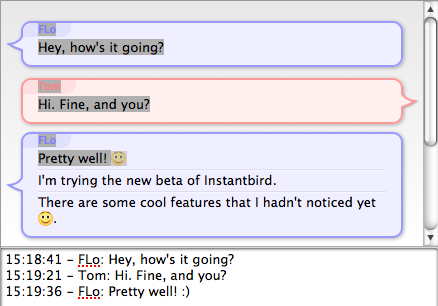 FLo
Hey, how's it going?
Tom
Hi. Fine, and you?
FLo
Pretty well!
I'm trying the new beta of Instantbird.
There are some cool features that I hadn't noticed yet
.
15:18:41 – FLo: Hey, how's it going?
15:19:21 – Tom: Hi. Fine, and you?
15:19:36 – FLo: Pretty well! :)